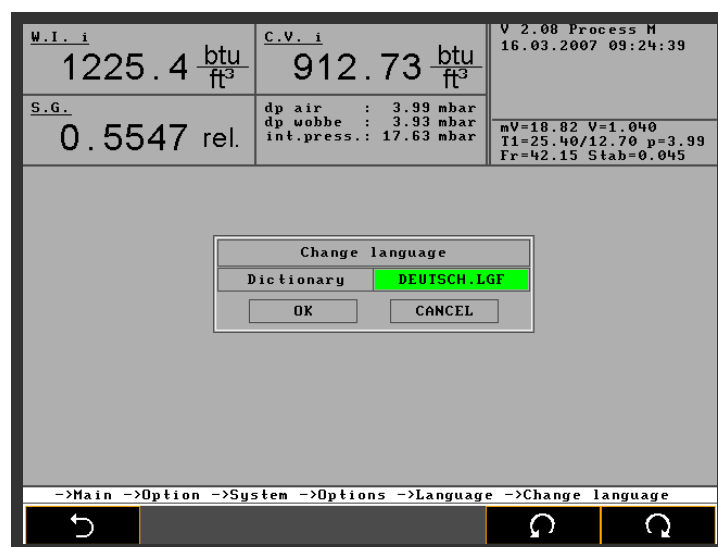 W.I. i
1225.4 btu/ft³
C.V. i
912.73 btu/ft³
V 2.08 Process M
16.03.2007 09:24:39
S.G.
0.5547 rel.
dp air : 3.99 mbar
dp wobbe : 3.93 mbar
int.press.: 17.63 mbar
mV=18.82 V=1.040
T1=25.40/12.70 p=3.99
Fr=42.15 Stab=0.045
Change language
Dictionary DEUTSCH.LGF
OK CANCEL
->Main ->Option ->System ->Options ->Language ->Change language